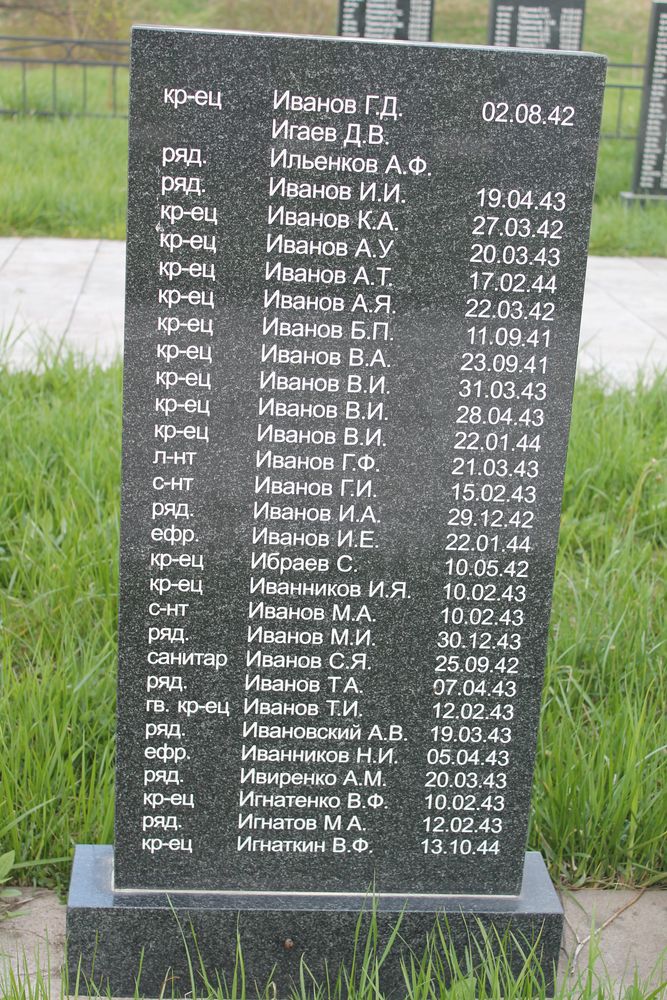 кр-ец Иванов Г.Д. 02.08.42
Игаев Д.В.
ряд. Ильенков А.Ф.
ряд. Иванов И.И. 19.04.43
кр-ец Иванов К.А. 27.03.42
кр-ец Иванов А.У 20.03.43
кр-ец Иванов А.Т. 17.02.44
кр-ец Иванов А.Я. 22.03.42
кр-ец Иванов Б.П. 11.09.41
кр-ец Иванов В.А. 23.09.41
кр-ец Иванов В.И. 31.03.43
кр-ец Иванов В.И. 28.04.43
кр-ец Иванов В.И. 22.01.44
л-нт Иванов Г.Ф. 21.03.43
с-нт Иванов Г.И. 15.02.43
ряд. Иванов И.А. 29.12.42
ефр. Иванов И.Е. 22.01.44
кр-ец Ибраев С. 10.05.42
кр-ец Иванников И.Я 10.02.43
с-нт Иванов М.А. 10.02.43
ряд. Иванов М.И. 30.12.43
санитар Иванов С.Я. 25.09.42
ряд. Иванов Т.А. 07.04.43
гв. кр-ец Иванов Т.И. 12.02.43
ряд. Ивановский А.В. 19.03.43
ефр. Иванников Н.И. 05.04.43
ряд. Ивиренко А.М. 20.03.43
кр-ец Игнатенко В.Ф. 10.02.43
ряд. Игнатов М.А. 12.02.43
кр-ец Игнаткин В.Ф. 13.10.44